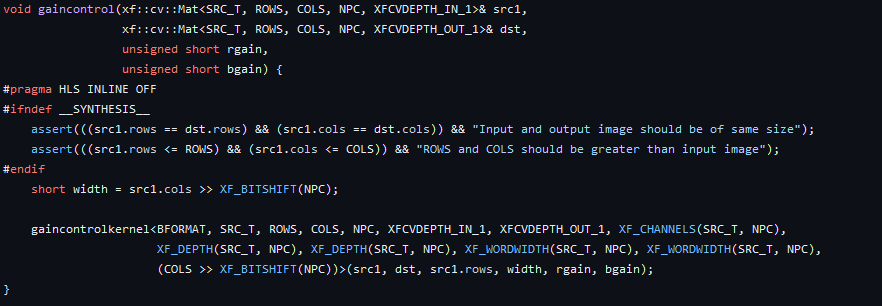 void gaincontrol(xf::cv::Mat<SRC_T, ROWS, COLS, NPC, XFCVDEPTH_IN_1>& src1,
                 xf::cv::Mat<SRC_T, ROWS, COLS, NPC, XFCVDEPTH_OUT_1>& dst,
                 unsigned short rgain,
                 unsigned short bgain) {
#pragma HLS INLINE OFF
#ifndef __SYNTHESIS__
    assert(((src1.rows == dst.rows) && (src1.cols == dst.cols)) && "Input and output image should be of same size");
    assert(((src1.rows <= ROWS) && (src1.cols <= COLS)) && "ROWS and COLS should be greater than input image");
#endif
    short width = src1.cols >> XF_BITSHIFT(NPC);

    gaincontrolkernel<BFORMAT, SRC_T, ROWS, COLS, NPC, XFCVDEPTH_IN_1, XFCVDEPTH_OUT_1, XF_CHANNELS(SRC_T, NPC),
                      XF_DEPTH(SRC_T, NPC), XF_DEPTH(SRC_T, NPC), XF_WORDWIDTH(SRC_T, NPC), XF_WORDWIDTH(SRC_T, NPC),
                      (COLS >> XF_BITSHIFT(NPC))>(src1, dst, src1.rows, width, rgain, bgain);
}